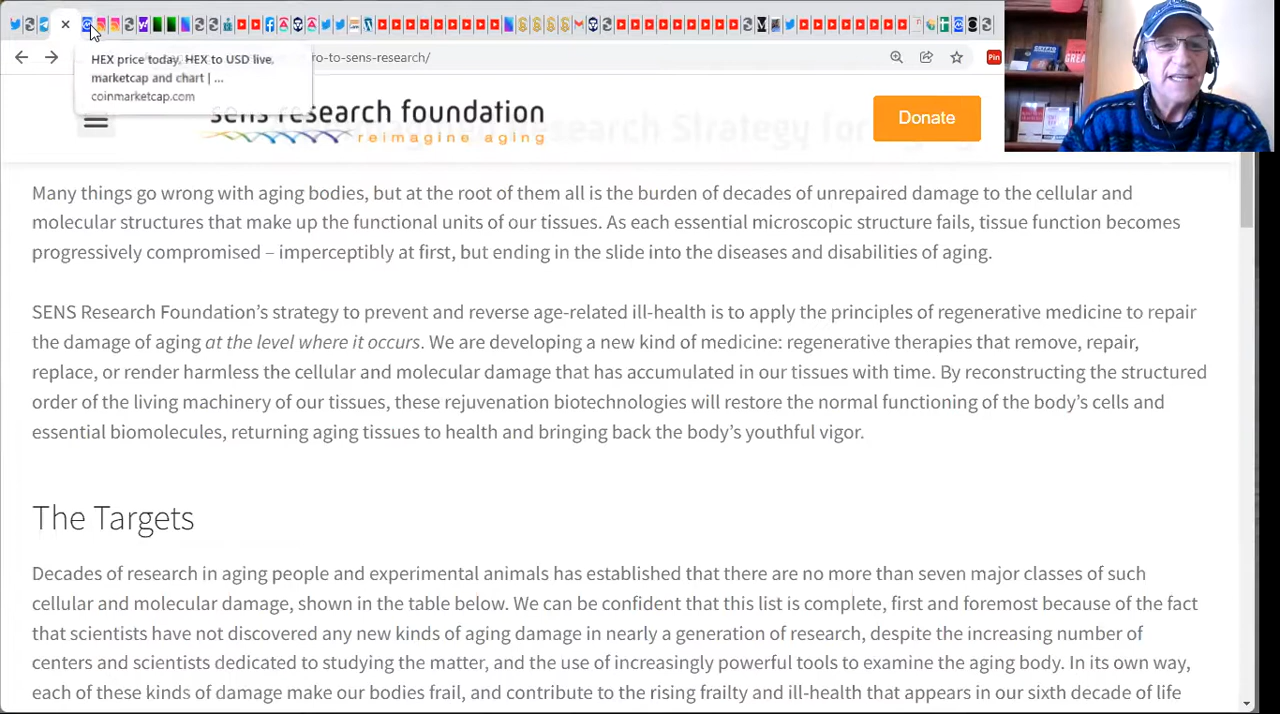 HEX price today, HEX to USD live,
marketcap and chart | ...
coinmarketcap.com
ro-to-sens-research/
Pin
sens research foundation
reimagine aging
Donate
esearch Strategy for
Many things go wrong with aging bodies, but at the root of them all is the burden of decades of unrepaired damage to the cellular and
molecular structures that make up the functional units of our tissues. As each essential microscopic structure fails, tissue function becomes
progressively compromised – imperceptibly at first, but ending in the slide into the diseases and disabilities of aging.
SENS Research Foundation's strategy to prevent and reverse age-related ill-health is to apply the principles of regenerative medicine to repair
the damage of aging at the level where it occurs. We are developing a new kind of medicine: regenerative therapies that remove, repair,
replace, or render harmless the cellular and molecular damage that has accumulated in our tissues with time. By reconstructing the structured
order of the living machinery of our tissues, these rejuvenation biotechnologies will restore the normal functioning of the body's cells and
essential biomolecules, returning aging tissues to health and bringing back the body's youthful vigor.
The Targets
Decades of research in aging people and experimental animals has established that there are no more than seven major classes of such
cellular and molecular damage, shown in the table below. We can be confident that this list is complete, first and foremost because of the fact
that scientists have not discovered any new kinds of aging damage in nearly a generation of research, despite the increasing number of
centers and scientists dedicated to studying the matter, and the use of increasingly powerful tools to examine the aging body. In its own way,
each of these kinds of damage make our bodies frail, and contribute to the rising frailty and ill-health that appears in our sixth decade of life